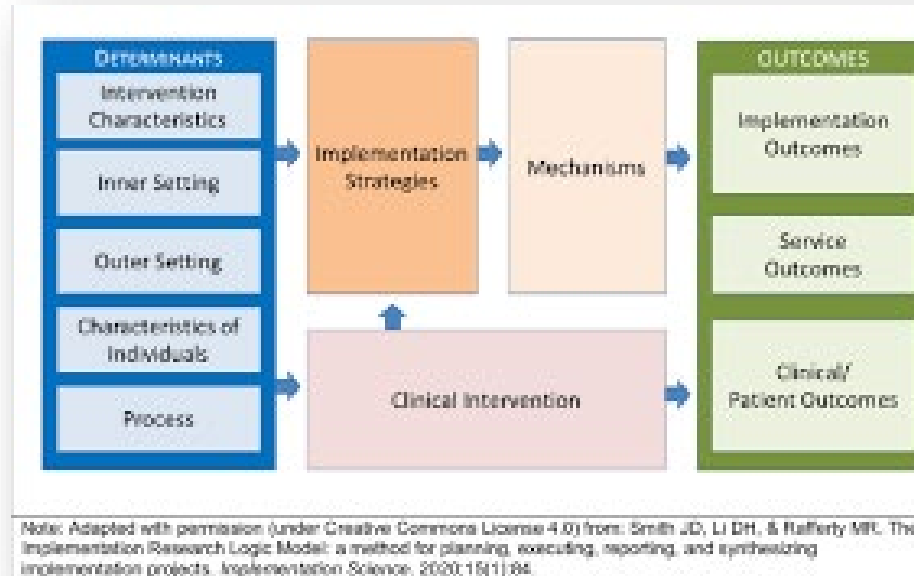 DETERMINANTS
Intervention
Characteristics
Inner Setting
Outer Setting
Characteristics of
Individuals
Process
Implementation
Strategies
Mechanisms
Clinical Intervention
OUTCOMES
Implementation
Outcomes
Service
Outcomes
Clinical/
Patient Outcomes
Note: Adapted with permission (under Creative Commons License 4.0) from: Smith JD, Li DH, & Rafferty MR. The
Implementation Research Logic Model: a method for planning, executing, reporting, and synthesizing
implementation projects. Implementation Science. 2020;15(1):84.